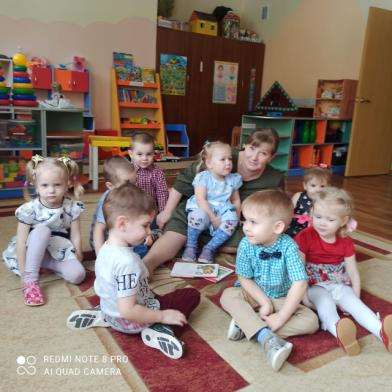 REDMI NOTE 8 PRO
AI QUAD CAMERA